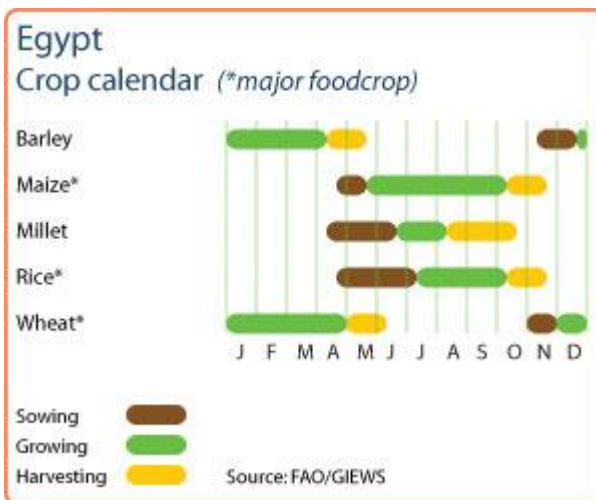 Egypt
Crop calendar (*major foodcrop)
Barley
Maize*
Millet
Rice*
Wheat*
J F M A M J J A S O N D
Sowing
Growing
Harvesting Source: FAO/GIEWS